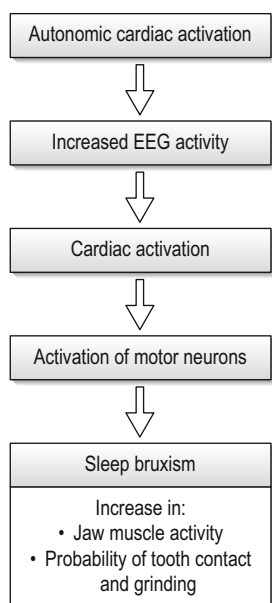 Autonomic cardiac activation
Increased EEG activity
Cardiac activation
Activation of motor neurons
Sleep bruxism
Increase in:
• Jaw muscle activity
• Probability of tooth contact
and grinding